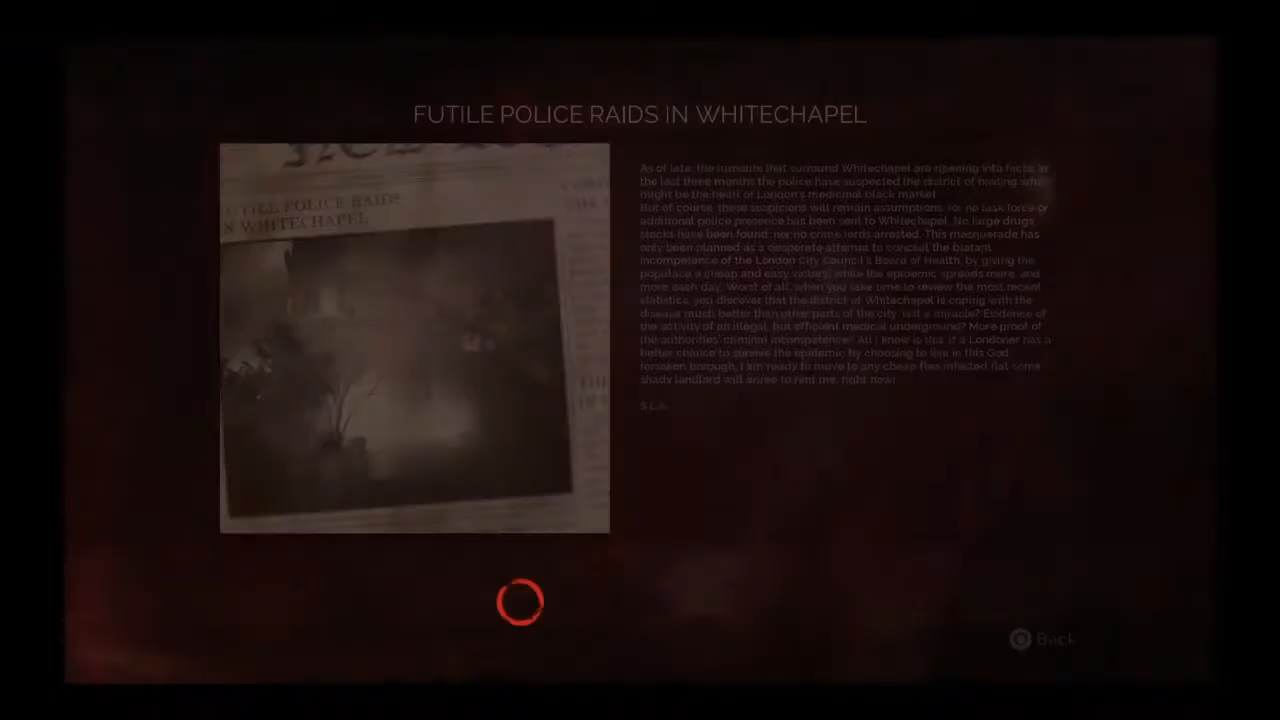 FUTILE POLICE RAIDS IN WHITECHAPEL
FUTILE POLICE RAIDS
IN WHITECHAPEL
As of late, the rumours that surround Whitechapel are ripening into facts. In
the last three months the police have suspected the district of hosting what
might be the heart of London's medicinal black market.
But of course, these suspicions will remain assumptions, for no task force or
additional police presence has been sent to Whitechapel. No large drugs
stocks have been found, nor no crime lords arrested. This masquerade has
only been planned as a desperate attempt to conceal the blatant
incompetence of the London City Council's Board of Health, by giving the
populace a cheap and easy victory, while the epidemic spreads more, and
more each day. Worst of all, when you take time to review the most recent
statistics, you discover that the district of Whitechapel is coping with the
disease much better than other parts of the city. Is it a miracle? Evidence of
the activity of an illegal, but efficient medical underground? More proof of
the authorities' criminal incompetence? All I know is this: if a Londoner has a
better chance to survive the epidemic by choosing to live in this God
forsaken borough, I am ready to move to any cheap flea infested flat some
shady landlord will agree to rent me, right now!
Back